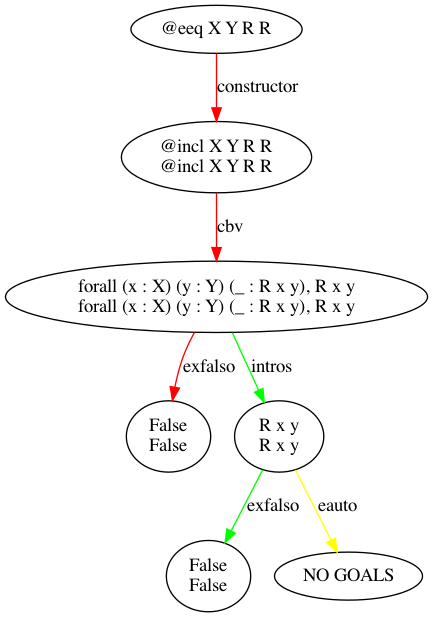 @eeq X Y R R
constructor
@incl X Y R R
@incl X Y R R
cbv
forall (x : X) (y : Y) (_ : R x y), R x y
forall (x : X) (y : Y) (_ : R x y), R x y
exfalso
intros
False
False
R x y
R x y
exfalso
eauto
False
False
NO GOALS